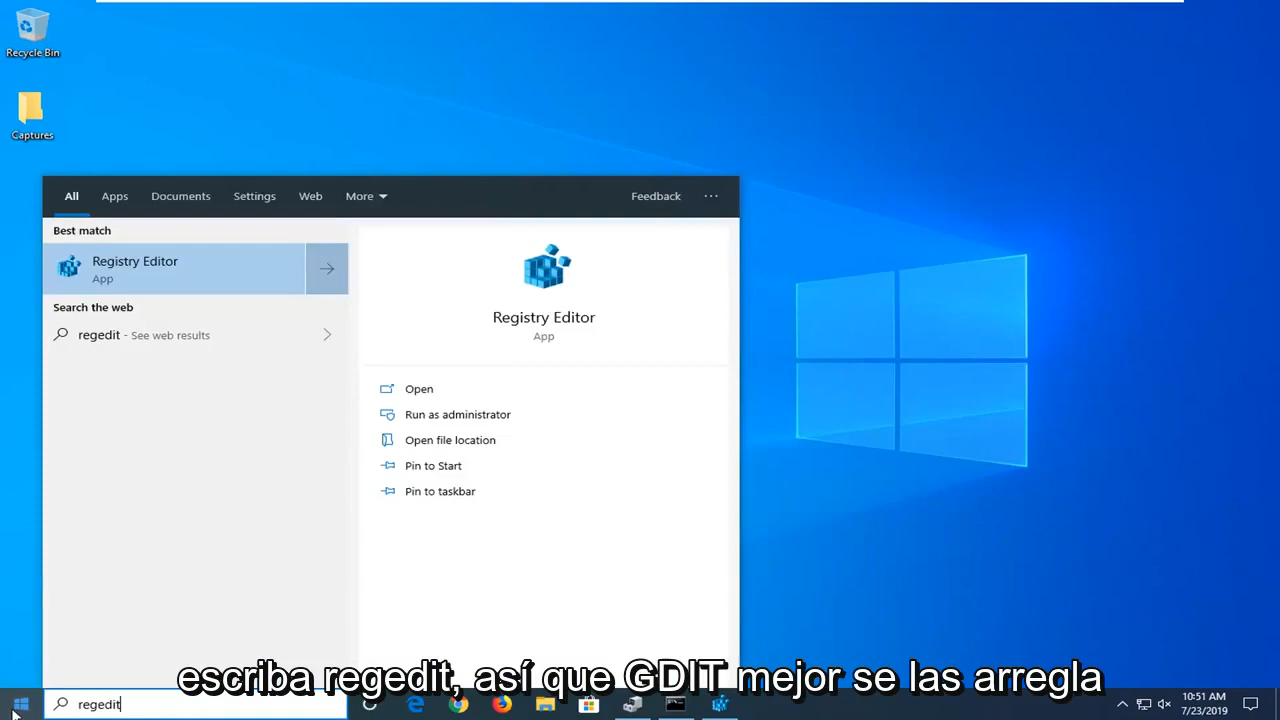 Recycle Bin
Captures
All Apps Documents Settings Web More Feedback ...
Best match
Registry Editor
App
Search the web
regedit - See web results
Registry Editor
App
Open
Run as administrator
Open file location
Pin to Start
Pin to taskbar
escriba regedit, así que GDIT mejor se las arregla
regedit
10:51 AM
7/23/2019